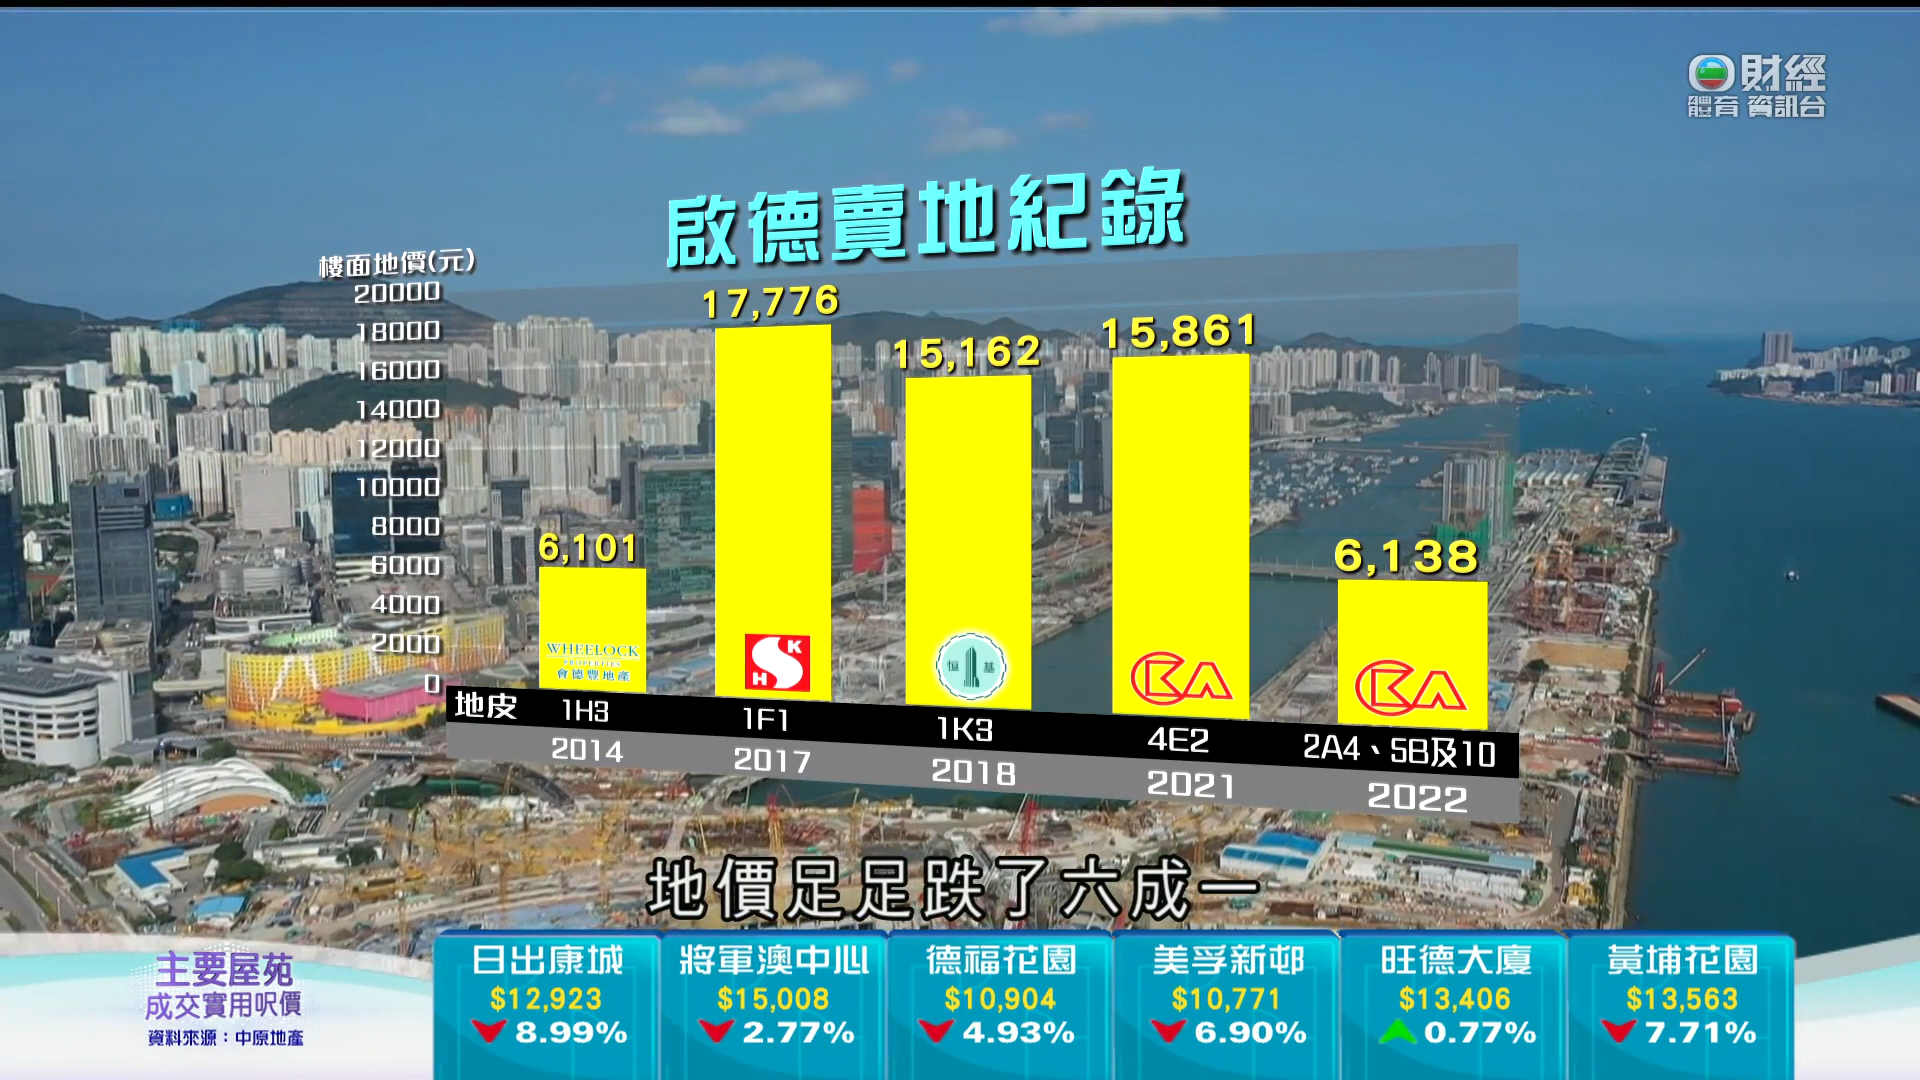 財經
體育 資訊台
啟德賣地紀錄
樓面地價(元)
20000
18000
16000
14000
12000
10000
8000
6000
4000
2000
0
6,101
17,776
15,162
15,861
6,138
WHEELOCK
PROPERTIES
會德豐地產
S K H
恒 基
CKA
CKA
地皮 1H3 1F1 1K3 4E2 2A4、5B及10
2014 2017 2018 2021 2022
地價足足跌了六成一
主要屋苑
成交實用呎價
資料來源：中原地產
日出康城 將軍澳中心 德福花園 美孚新邨 旺德大廈 黃埔花園
$12,923 $15,008 $10,904 $10,771 $13,406 $13,563
8.99% 2.77% 4.93% 6.90% 0.77% 7.71%